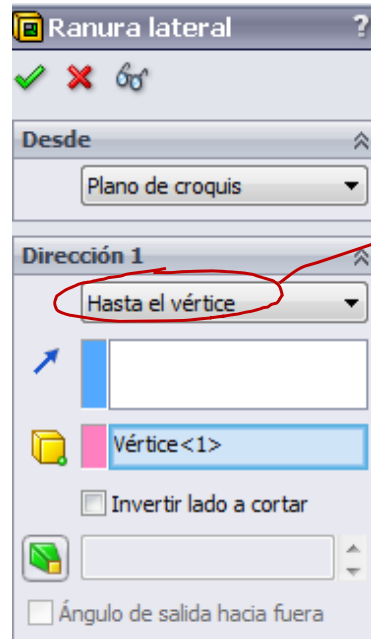 Ranura lateral ?
Desde
Plano de croquis
Dirección 1
Hasta el vértice
Vértice<1>
Invertir lado a cortar
Ángulo de salida hacia fuera